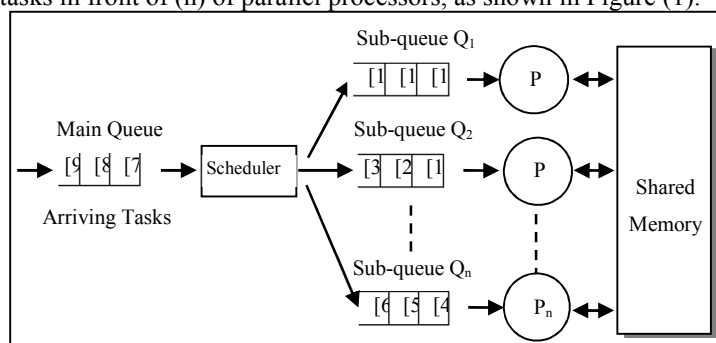 tasks in front of (n) of parallel processors, as shown in Figure (1).
Sub-queue Q1
[1 [1 [1
P
Main Queue
[9 [8 [7
Arriving Tasks
Scheduler
Sub-queue Q2
[3 [2 [1
P
Shared
Memory
Sub-queue Qn
[6 [5 [4
Pn